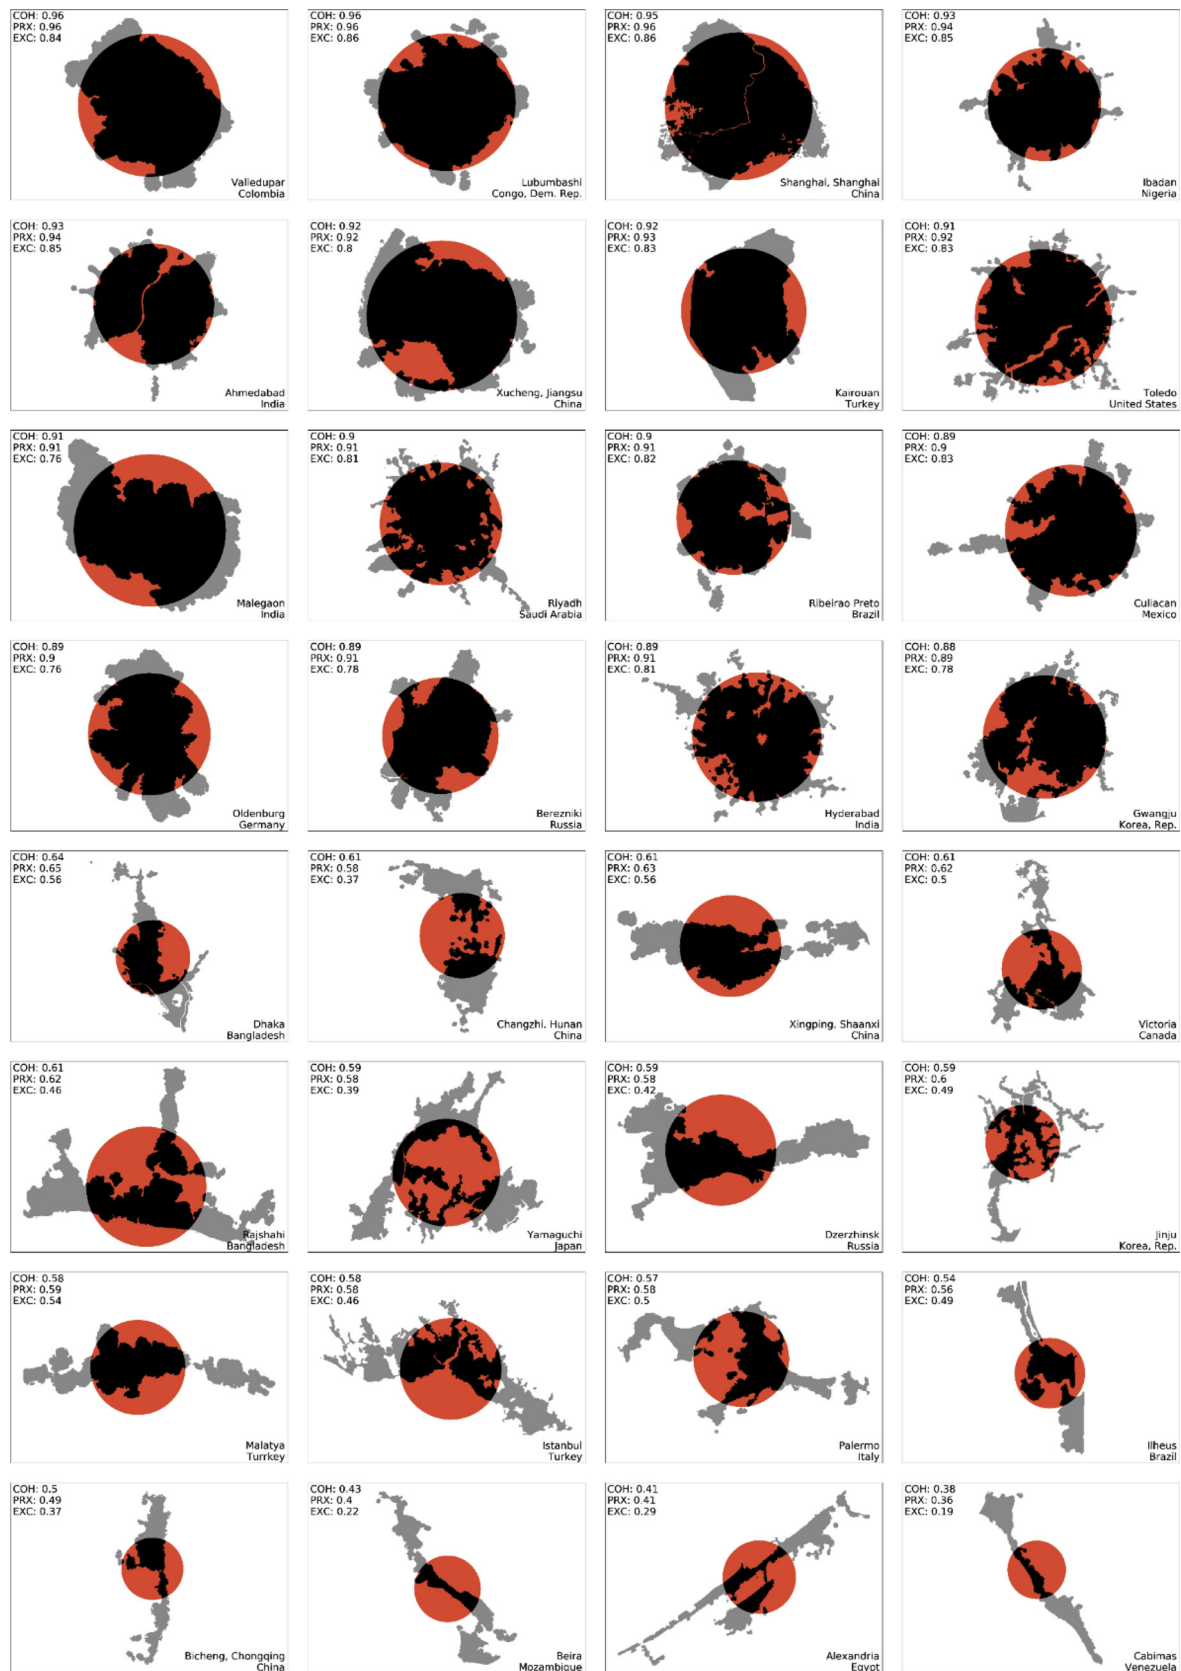 COH: 0.96
PRX: 0.96
EXC: 0.84
Valledupar
Colombia
COH: 0.96
PRX: 0.96
EXC: 0.86
Lubumbashi
Congo, Dem. Rep.
COH: 0.95
PRX: 0.96
EXC: 0.86
Shanghai, Shanghai
China
COH: 0.93
PRX: 0.94
EXC: 0.85
Ibadan
Nigeria
COH: 0.93
PRX: 0.94
EXC: 0.85
Ahmedabad
India
COH: 0.92
PRX: 0.92
EXC: 0.8
Xucheng, Jiangsu
China
COH: 0.92
PRX: 0.93
EXC: 0.83
Kairouan
Turkey
COH: 0.91
PRX: 0.92
EXC: 0.83
Toledo
United States
COH: 0.91
PRX: 0.91
EXC: 0.76
Malegaon
India
COH: 0.9
PRX: 0.91
EXC: 0.81
Riyadh
Saudi Arabia
COH: 0.9
PRX: 0.91
EXC: 0.82
Ribeirao Preto
Brazil
COH: 0.89
PRX: 0.9
EXC: 0.83
Culiacan
Mexico
COH: 0.89
PRX: 0.9
EXC: 0.76
Oldenburg
Germany
COH: 0.89
PRX: 0.91
EXC: 0.78
Berezniki
Russia
COH: 0.89
PRX: 0.91
EXC: 0.81
Hyderabad
India
COH: 0.88
PRX: 0.89
EXC: 0.78
Gwangju
Korea, Rep.
COH: 0.64
PRX: 0.65
EXC: 0.56
Dhaka
Bangladesh
COH: 0.61
PRX: 0.58
EXC: 0.37
Changzhi, Hunan
China
COH: 0.61
PRX: 0.63
EXC: 0.56
Xingping, Shaanxi
China
COH: 0.61
PRX: 0.62
EXC: 0.5
Victoria
Canada
COH: 0.61
PRX: 0.62
EXC: 0.46
Rajshahi
Bangladesh
COH: 0.59
PRX: 0.58
EXC: 0.39
Yamaguchi
Japan
COH: 0.59
PRX: 0.58
EXC: 0.42
Dzerzhinsk
Russia
COH: 0.59
PRX: 0.6
EXC: 0.49
Jinju
Korea, Rep.
COH: 0.58
PRX: 0.59
EXC: 0.54
Malatya
Turrkey
COH: 0.58
PRX: 0.58
EXC: 0.46
Istanbul
Turkey
COH: 0.57
PRX: 0.58
EXC: 0.5
Palermo
Italy
COH: 0.54
PRX: 0.56
EXC: 0.49
Ilheus
Brazil
COH: 0.5
PRX: 0.49
EXC: 0.37
Bicheng, Chongqing
China
COH: 0.43
PRX: 0.4
EXC: 0.22
Beira
Mozambique
COH: 0.41
PRX: 0.41
EXC: 0.29
Alexandria
Egypt
COH: 0.38
PRX: 0.36
EXC: 0.19
Cabimas
Venezuela